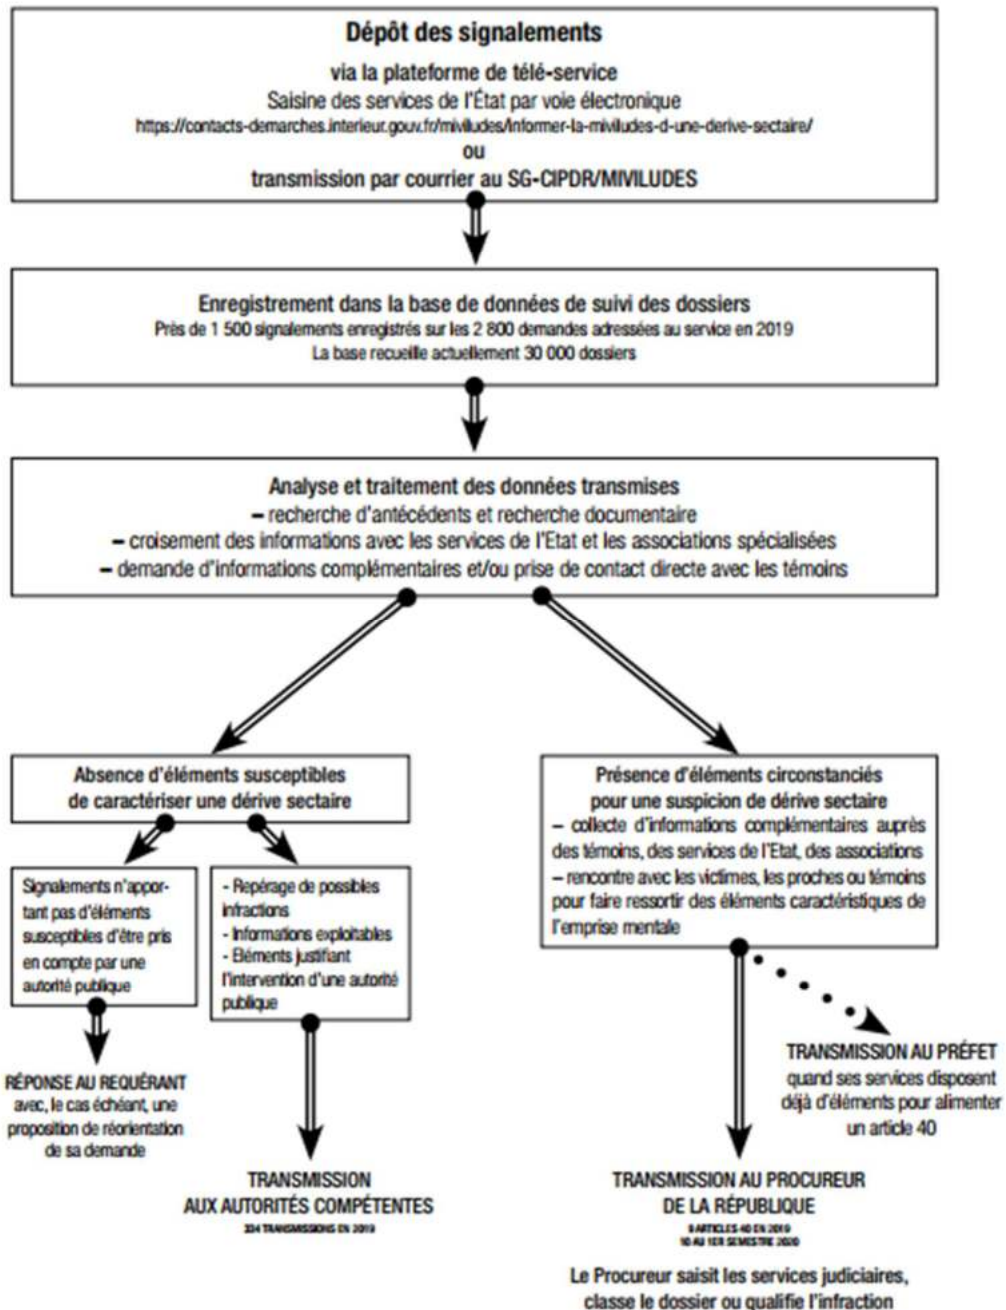 Dépôt des signalements
via la plateforme de télé-service
Saisine des services de l'État par voie électronique
https://contacts-demarches.interieur.gouv.fr/miviludes/informer-la-miviludes-d-une-derive-sectaire/
ou
transmission par courrier au SG-CIPDR/MIVILUDES
Enregistrement dans la base de données de suivi des dossiers
Près de 1 500 signalements enregistrés sur les 2 800 demandes adressées au service en 2019
La base recueille actuellement 30 000 dossiers
Analyse et traitement des données transmises
– recherche d'antécédents et recherche documentaire
– croisement des informations avec les services de l'Etat et les associations spécialisées
– demande d'informations complémentaires et/ou prise de contact directe avec les témoins
Absence d'éléments susceptibles
de caractériser une dérive sectaire
Signalements n'appor-
tant pas d'éléments
susceptibles d'être pris
en compte par une
autorité publique
RÉPONSE AU REQUÉRANT
avec, le cas échéant, une
proposition de réorientation
de sa demande
- Repérage de possibles
infractions
- Informations exploitables
- Eléments justifiant
l'intervention d'une autorité
publique
TRANSMISSION
AUX AUTORITÉS COMPÉTENTES
334 TRANSMISSIONS EN 2019
Présence d'éléments circonstanciés
pour une suspicion de dérive sectaire
– collecte d'informations complémentaires auprès
des témoins, des services de l'Etat, des associations
– rencontre avec les victimes, les proches ou témoins
pour faire ressortir des éléments caractéristiques de
l'emprise mentale
TRANSMISSION AU PRÉFET
quand ses services disposent
déjà d'éléments pour alimenter
un article 40
TRANSMISSION AU PROCUREUR
DE LA RÉPUBLIQUE
ARTICLES 40 EN 2019
10 AU 1ER SEMESTRE 2020
Le Procureur saisit les services judiciaires,
classe le dossier ou qualifie l'infraction